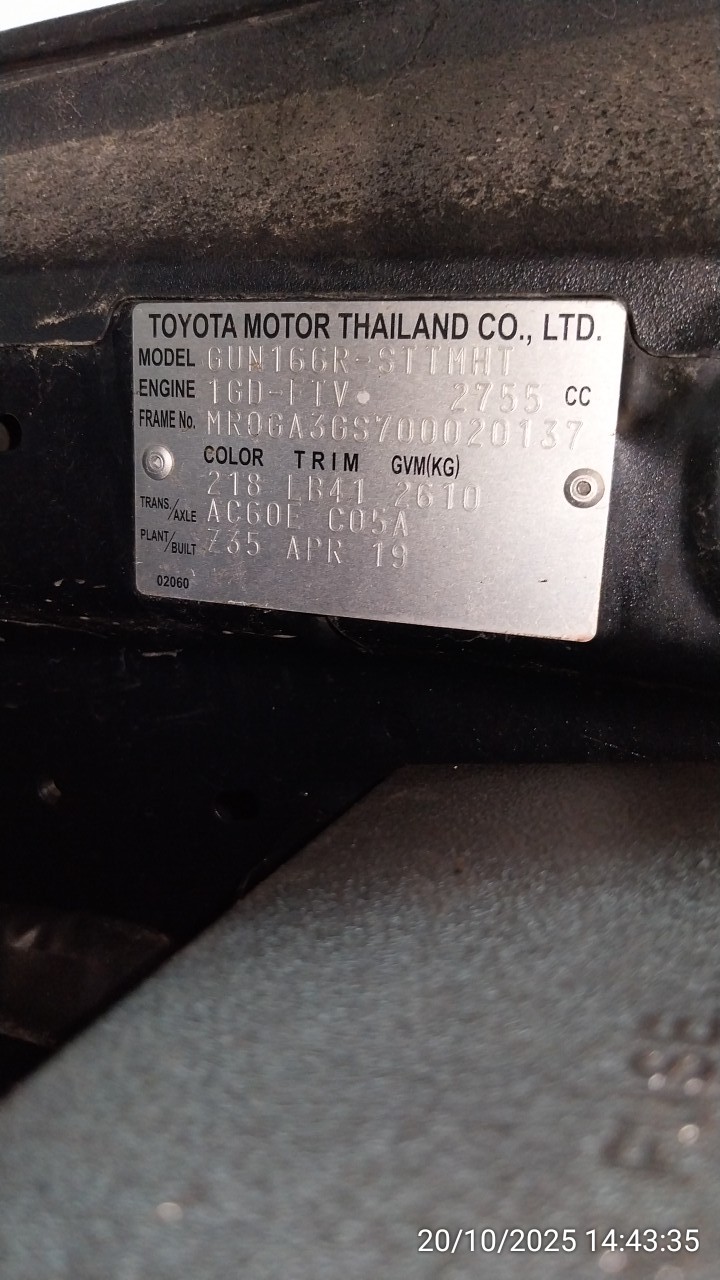 TOYOTA MOTOR THAILAND CO., LTD.
MODEL GUN166R-STTMHT
ENGINE 1GD-FTV 2755 CC
FRAME No. MR0GA3GS700020137
COLOR TRIM GVM(KG)
218 LB41 2610
TRANS./AXLE AC60E C05A
PLANT/BUILT Z35 APR 19
02060
FUSE
20/10/2025 14:43:35